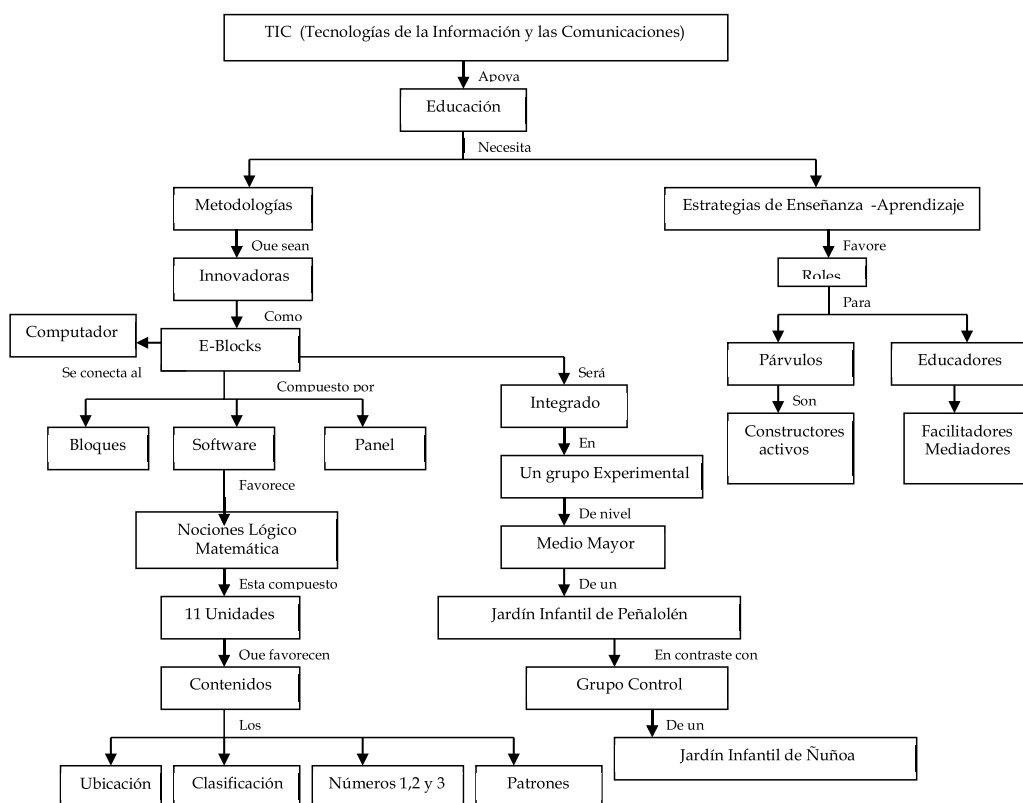 TIC (Tecnologías de la Información y las Comunicaciones)
Apoya
Educación
Necesita
Metodologías
Estrategias de Enseñanza -Aprendizaje
Que sean
Favore
Innovadoras
Roles
Como
Para
Computador
E-Blocks
Párvulos
Educadores
Se conecta al
Compuesto por
Será
Integrado
Son
Bloques
Software
Panel
En
Constructores
activos
Facilitadores
Mediadores
Un grupo Experimental
Favorece
De nivel
Nociones Lógico
Matemática
Medio Mayor
Esta compuesto
De un
11 Unidades
Jardín Infantil de Peñalolén
Que favorecen
En contraste con
Contenidos
Grupo Control
Los
De un
Jardín Infantil de Ñuñoa
Ubicación
Clasificación
Números 1,2 y 3
Patrones